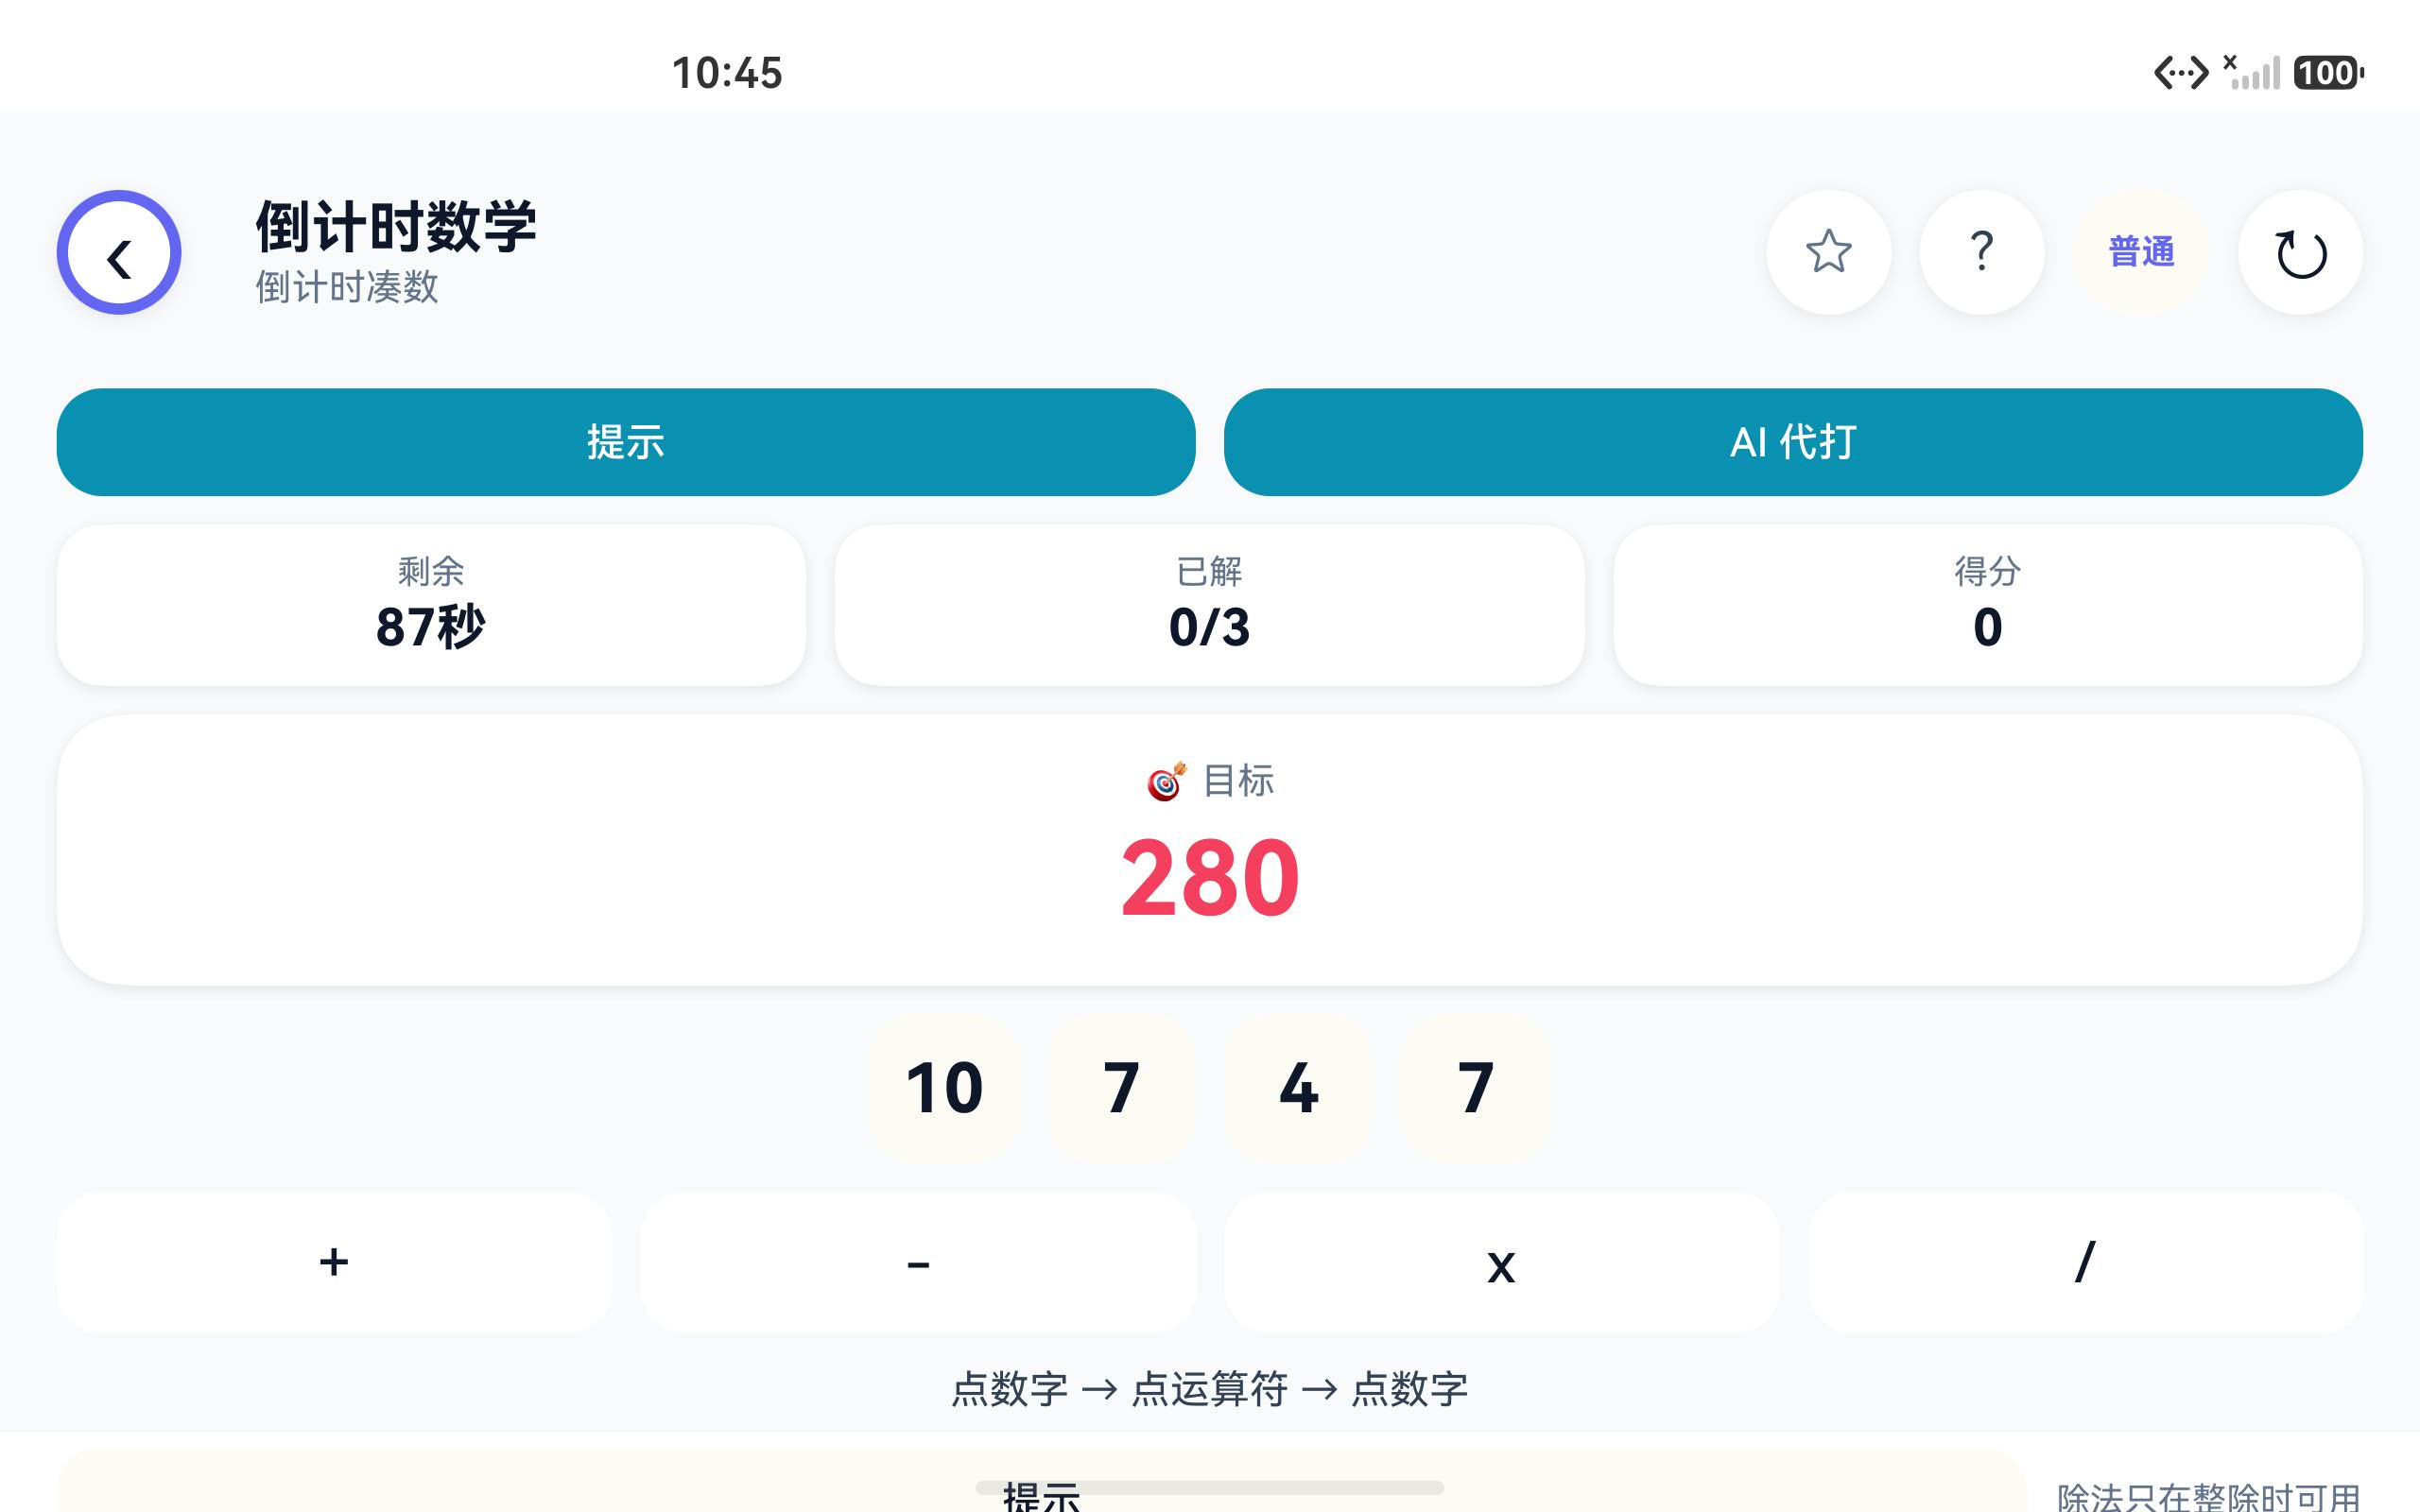 10:45
100
倒计时数学
倒计时凑数
?
普通
提示
AI 代打
剩余
87秒
已解
0/3
得分
0
目标
280
10
7
4
7
+
-
x
/
点数字 → 点运算符 → 点数字
提示
除法只在整除时可用